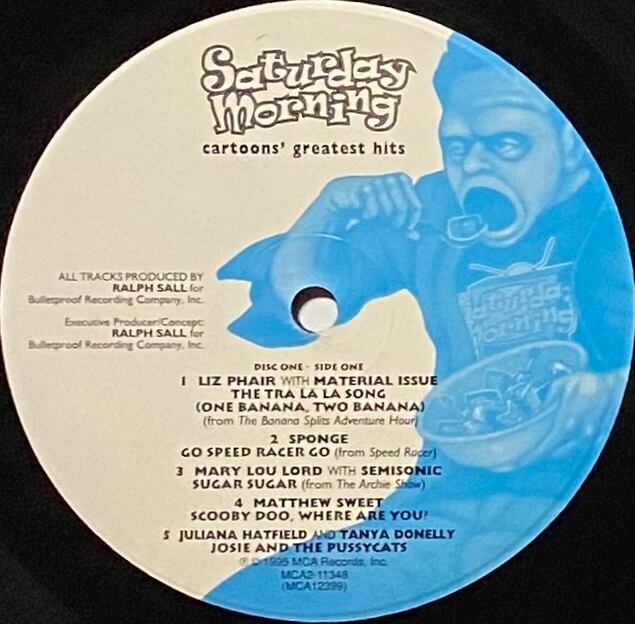 Saturday
Morning
cartoons' greatest hits
ALL TRACKS PRODUCED BY
RALPH SALL for
Bulletproof Recording Company, Inc.
Executive Producer/Concept:
RALPH SALL for
Bulletproof Recording Company, Inc.
Saturday
Morning
DISC ONE · SIDE ONE
1 LIZ PHAIR WITH MATERIAL ISSUE
THE TRA LA LA SONG
(ONE BANANA, TWO BANANA)
(from The Banana Splits Adventure Hour)
2 SPONGE
GO SPEED RACER GO (from Speed Racer)
3 MARY LOU LORD WITH SEMISONIC
SUGAR SUGAR (from The Archie Show)
4 MATTHEW SWEET
SCOOBY DOO, WHERE ARE YOU?
5 JULIANA HATFIELD AND TANYA DONELLY
JOSIE AND THE PUSSYCATS
℗ © 1995 MCA Records, Inc.
MCA2-11348
(MCA12399)